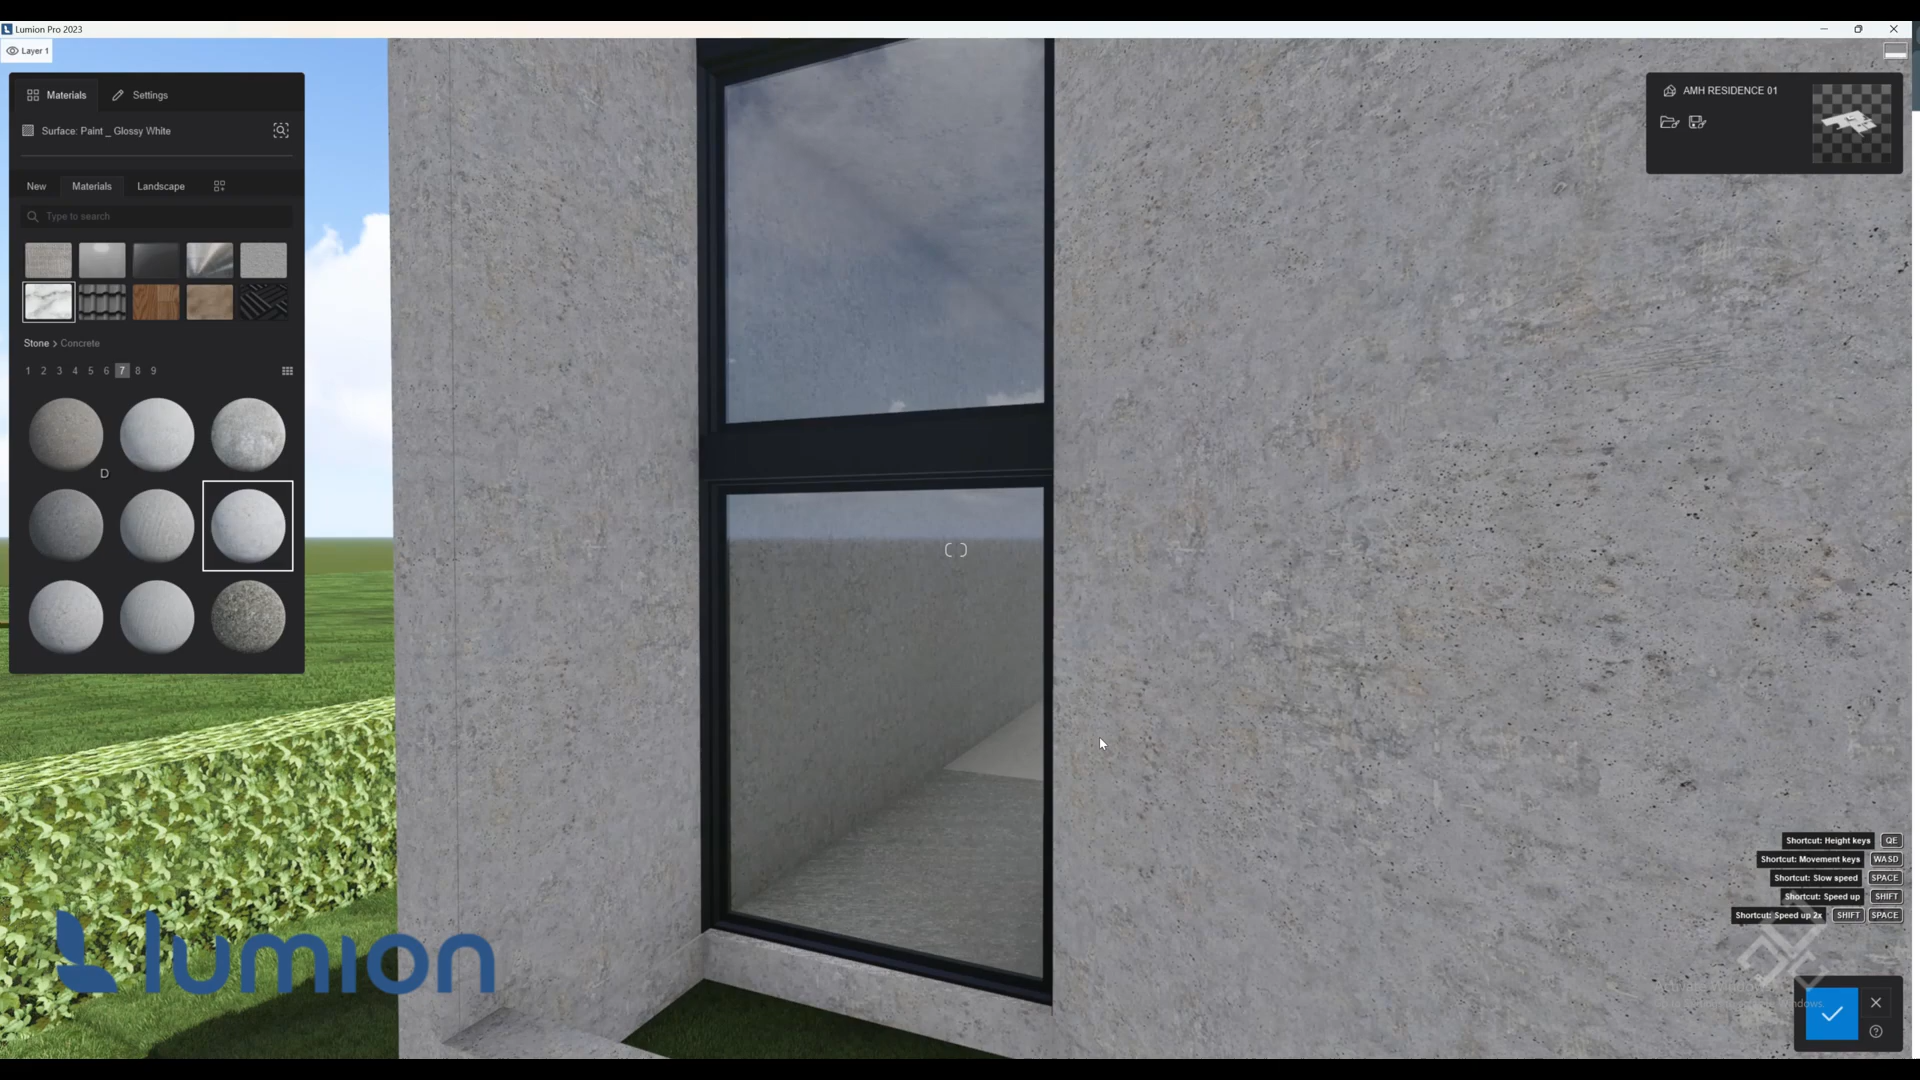 Lumion Pro 2023
Layer 1
Materials Settings
Surface: Paint _ Glossy White
New Materials Landscape
Type to search
Stone > Concrete
1 2 3 4 5 6 7 8 9
D
AMH RESIDENCE 01
Shortcut: Height keys QE
Shortcut: Movement keys WASD
Shortcut: Slow speed SPACE
Shortcut: Speed up SHIFT
Shortcut: Speed up 2x SHIFT SPACE
lumion